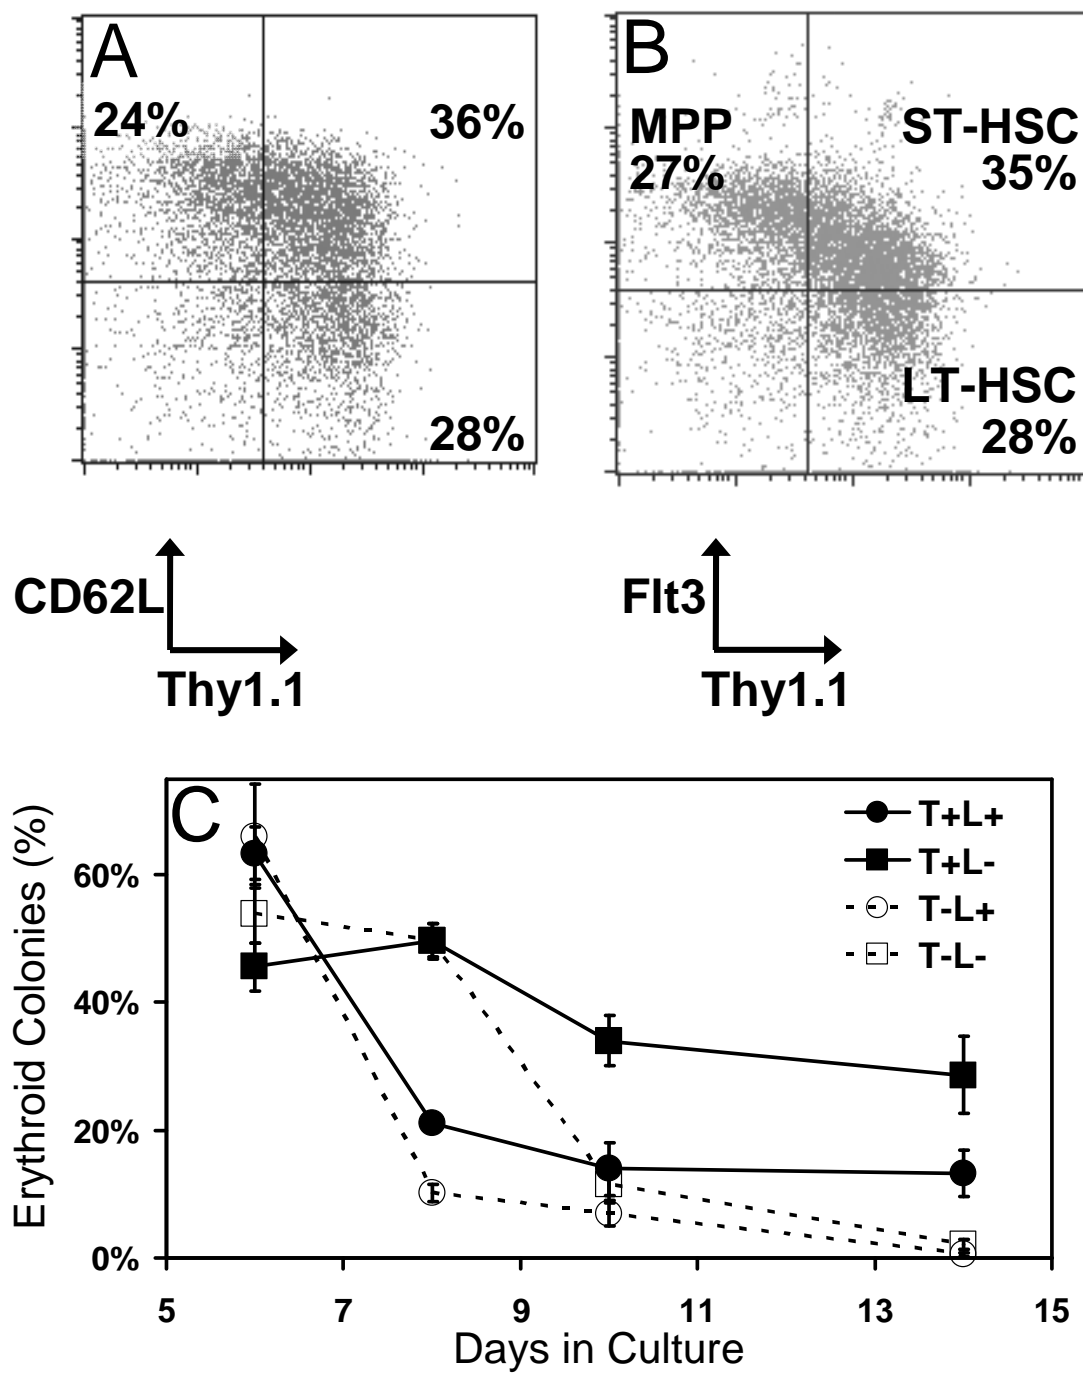 A
24%
36%
28%
CD62L
Thy1.1
B
MPP
27%
ST-HSC
35%
LT-HSC
28%
Flt3
Thy1.1
C
T+L+
T+L-
T-L+
T-L-
Erythroid Colonies (%)
60%
40%
20%
0%
5 7 9 11 13 15
Days in Culture